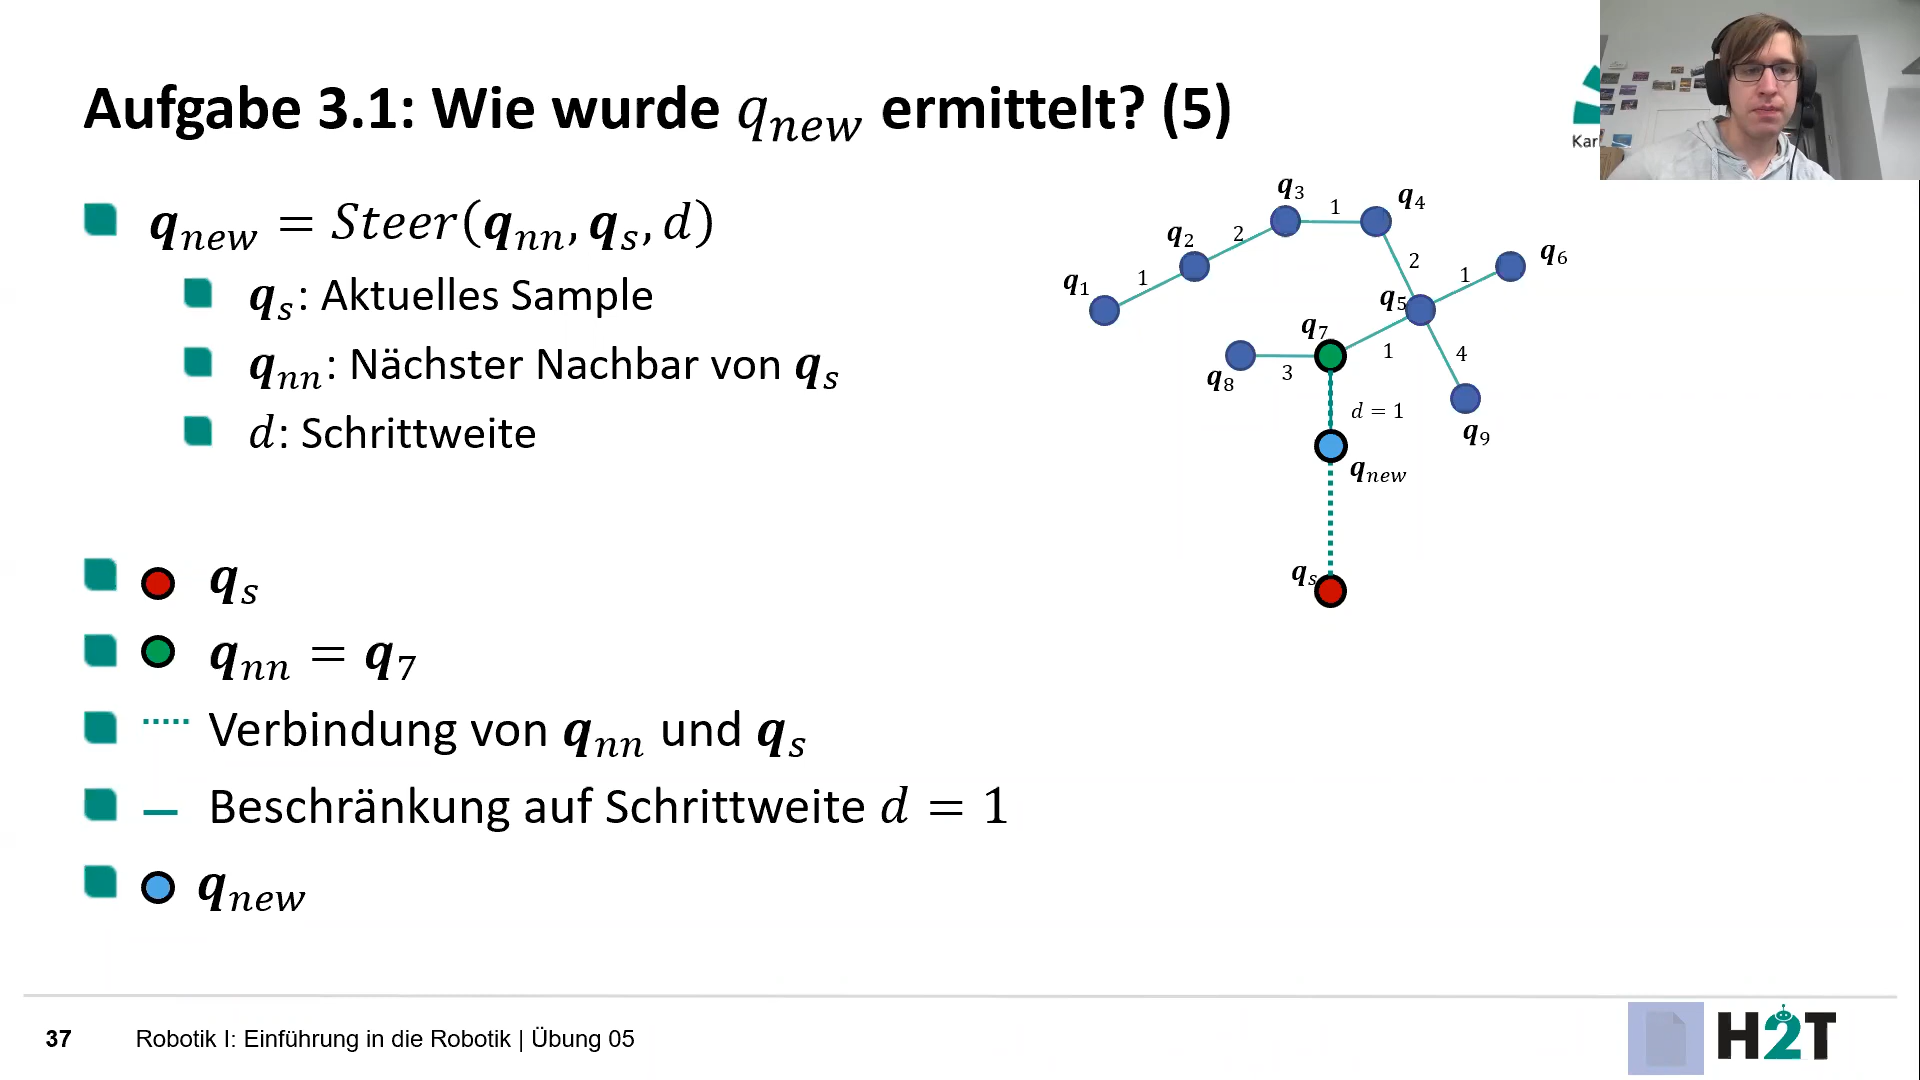 Aufgabe 3.1: Wie wurde q_new ermittelt? (5)
Kar
q_new = Steer(q_nn, q_s, d)
q_s: Aktuelles Sample
q_nn: Nächster Nachbar von q_s
d: Schrittweite
q_s
q_nn = q_7
Verbindung von q_nn und q_s
Beschränkung auf Schrittweite d = 1
q_new
q_3
1
q_4
q_2
2
2
q_6
q_1
1
1
q_5
q_7
1
4
q_8
3
d = 1
q_9
q_new
q_s
37
Robotik I: Einführung in die Robotik | Übung 05
H2T